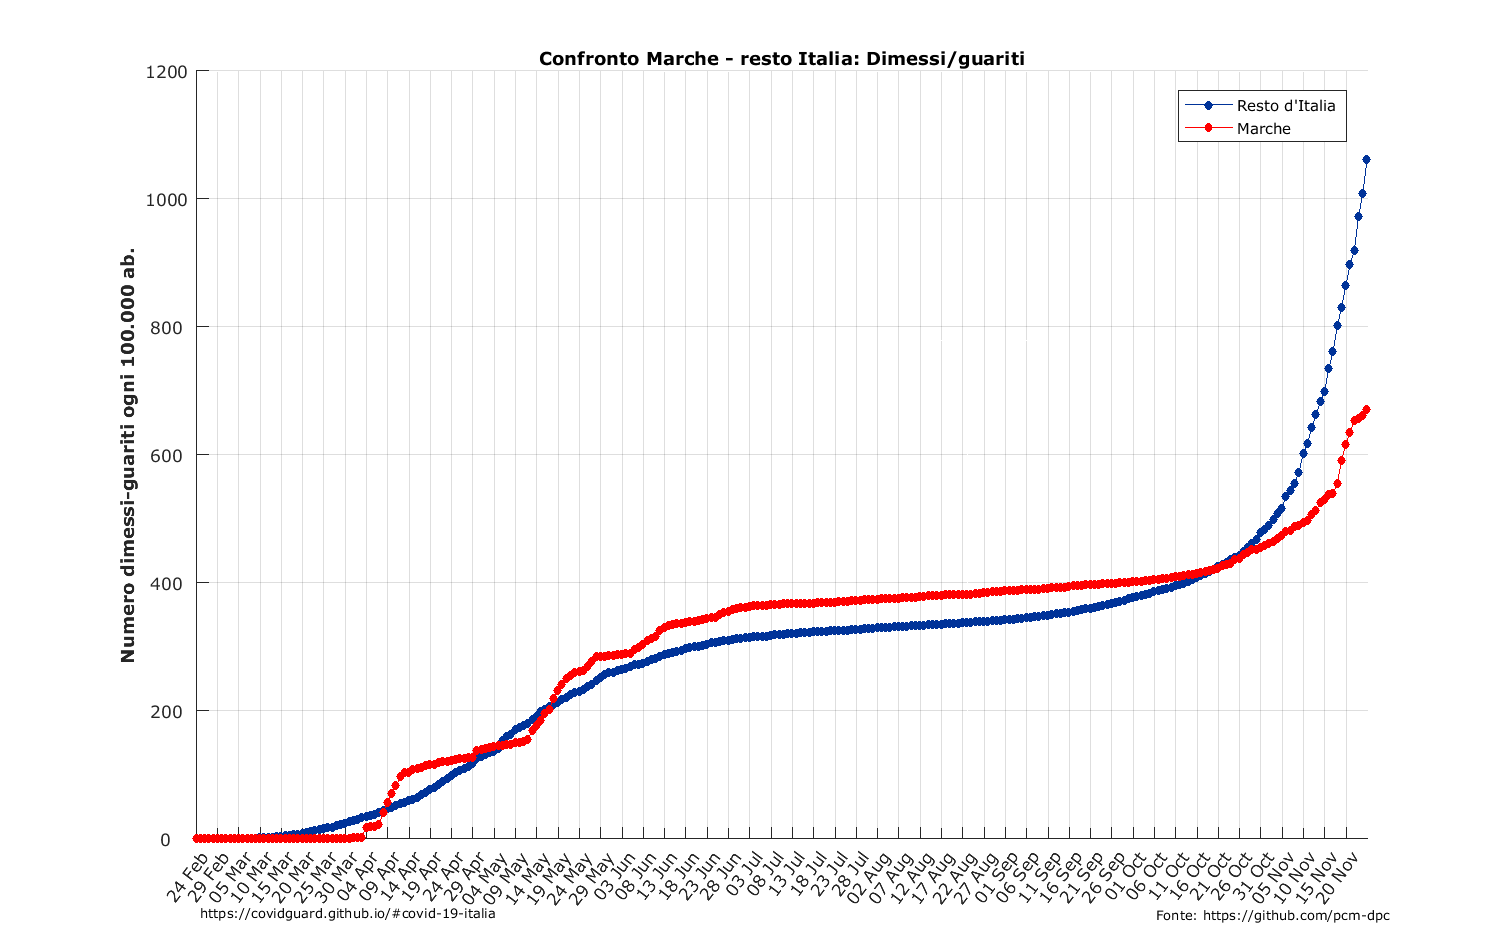 Confronto Marche - resto Italia: Dimessi/guariti
Resto d'Italia
Marche
Numero dimessi-guariti ogni 100.000 ab.
1200
1000
800
600
400
200
0
24 Feb
29 Feb
05 Mar
10 Mar
15 Mar
20 Mar
25 Mar
30 Mar
04 Apr
09 Apr
14 Apr
19 Apr
24 Apr
29 Apr
04 May
09 May
14 May
19 May
24 May
29 May
03 Jun
08 Jun
13 Jun
18 Jun
23 Jun
28 Jun
03 Jul
08 Jul
13 Jul
18 Jul
23 Jul
28 Jul
02 Aug
07 Aug
12 Aug
17 Aug
22 Aug
27 Aug
01 Sep
06 Sep
11 Sep
16 Sep
21 Sep
26 Sep
01 Oct
06 Oct
11 Oct
16 Oct
21 Oct
26 Oct
31 Oct
05 Nov
10 Nov
15 Nov
20 Nov
https://covidguard.github.io/#covid-19-italia
Fonte: https://github.com/pcm-dpc